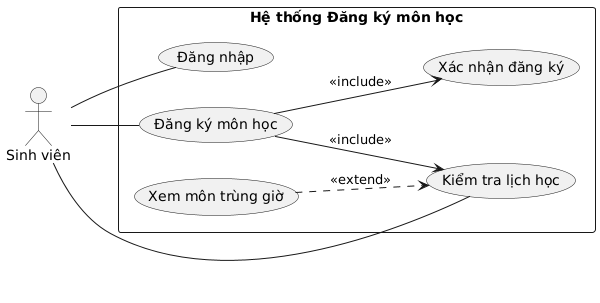 Hệ thống Đăng ký môn học
Đăng nhập
Xác nhận đăng ký
«include»
Đăng ký môn học
Sinh viên
«include»
Kiểm tra lịch học
«extend»
Xem môn trùng giờ